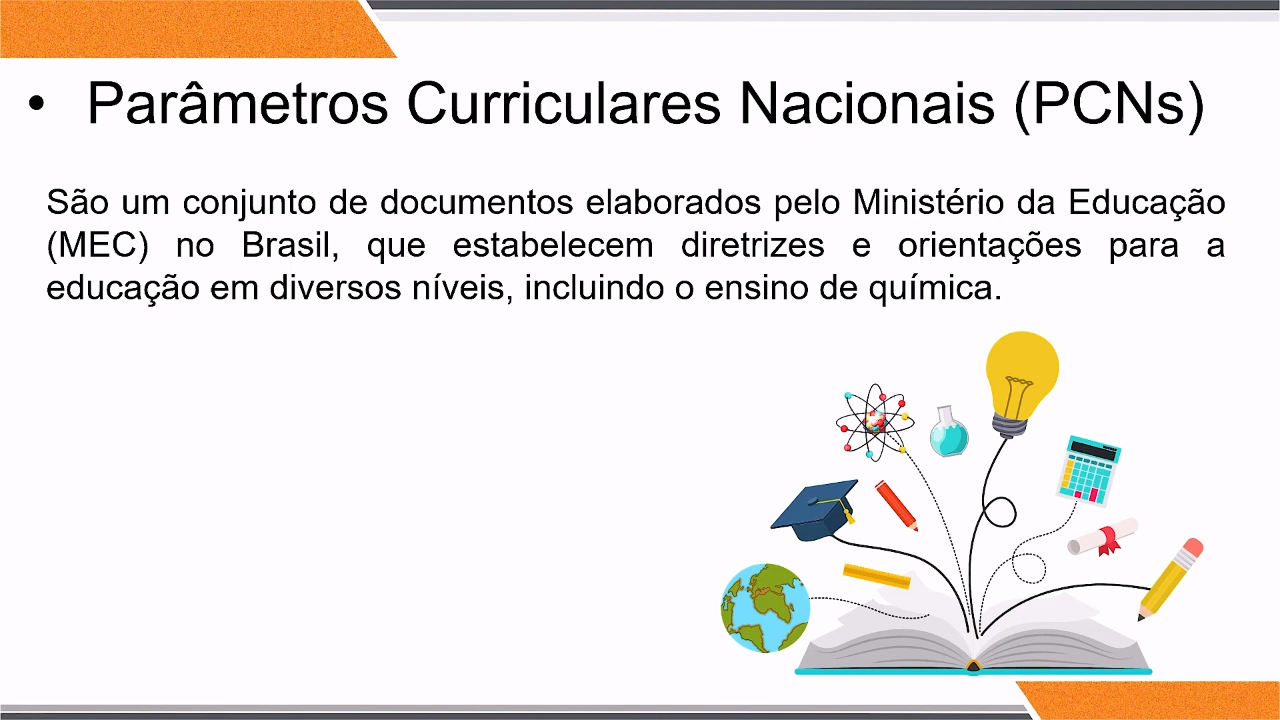 • Parâmetros Curriculares Nacionais (PCNs)
São um conjunto de documentos elaborados pelo Ministério da Educação
(MEC) no Brasil, que estabelecem diretrizes e orientações para a
educação em diversos níveis, incluindo o ensino de química.